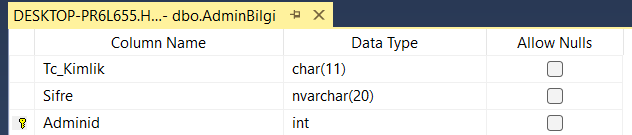 DESKTOP-PR6L655.H...- dbo.AdminBilgi
Column Name Data Type Allow Nulls
Tc_Kimlik char(11)
Sifre nvarchar(20)
Adminid int